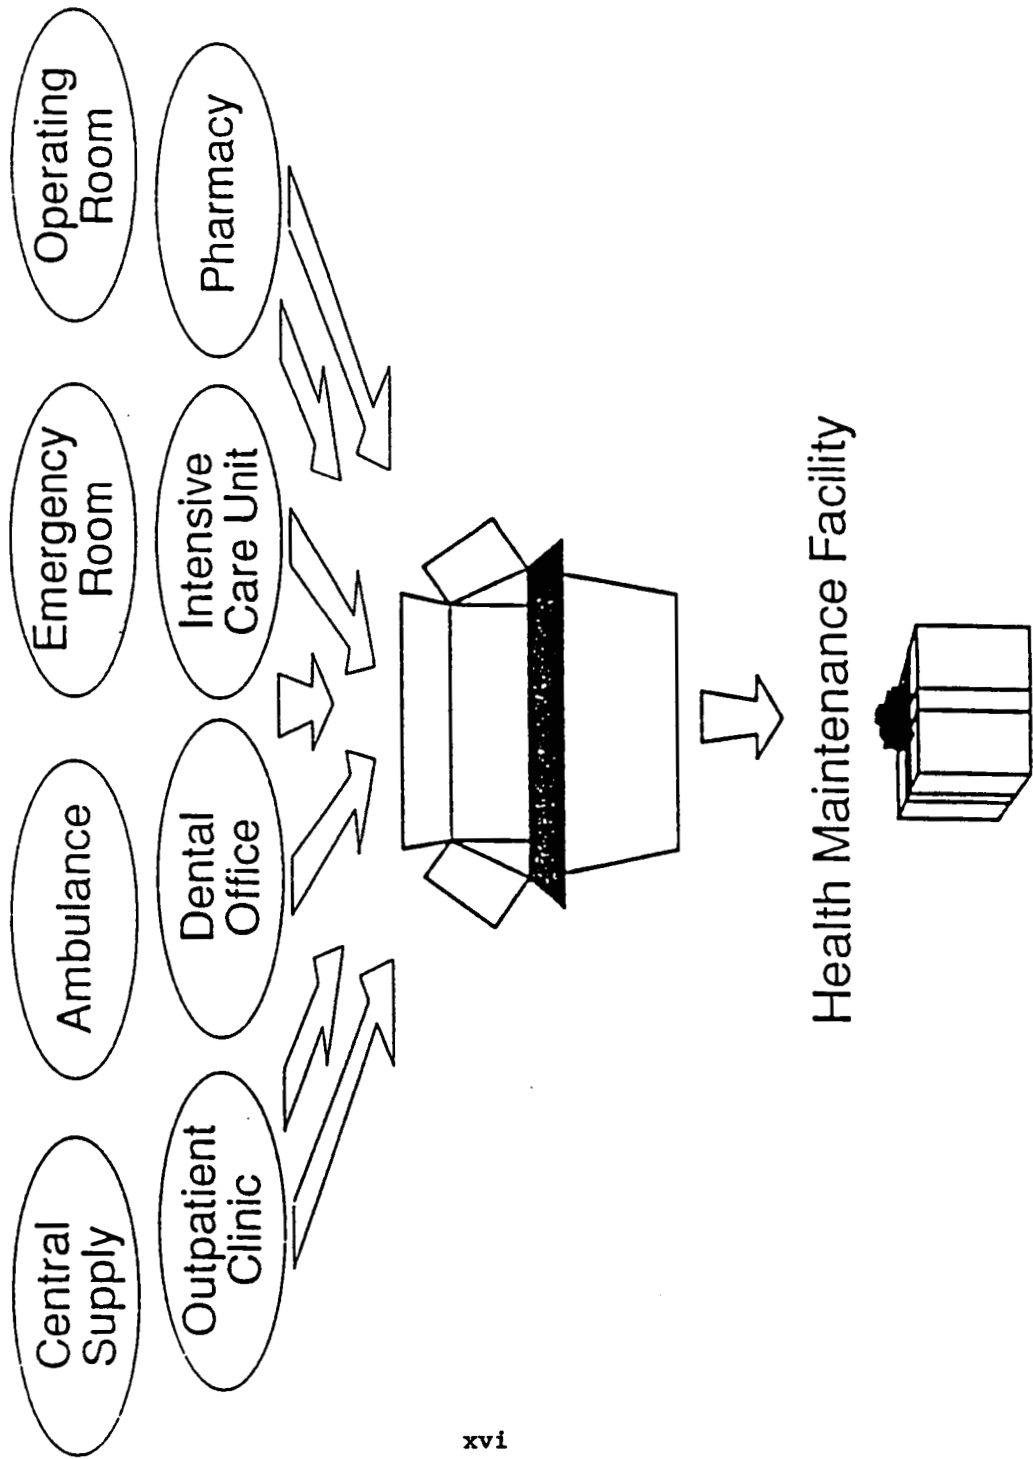 Central
Supply
Ambulance
Emergency
Room
Operating
Room
Outpatient
Clinic
Dental
Office
Intensive
Care Unit
Pharmacy
Health Maintenance Facility
xvi